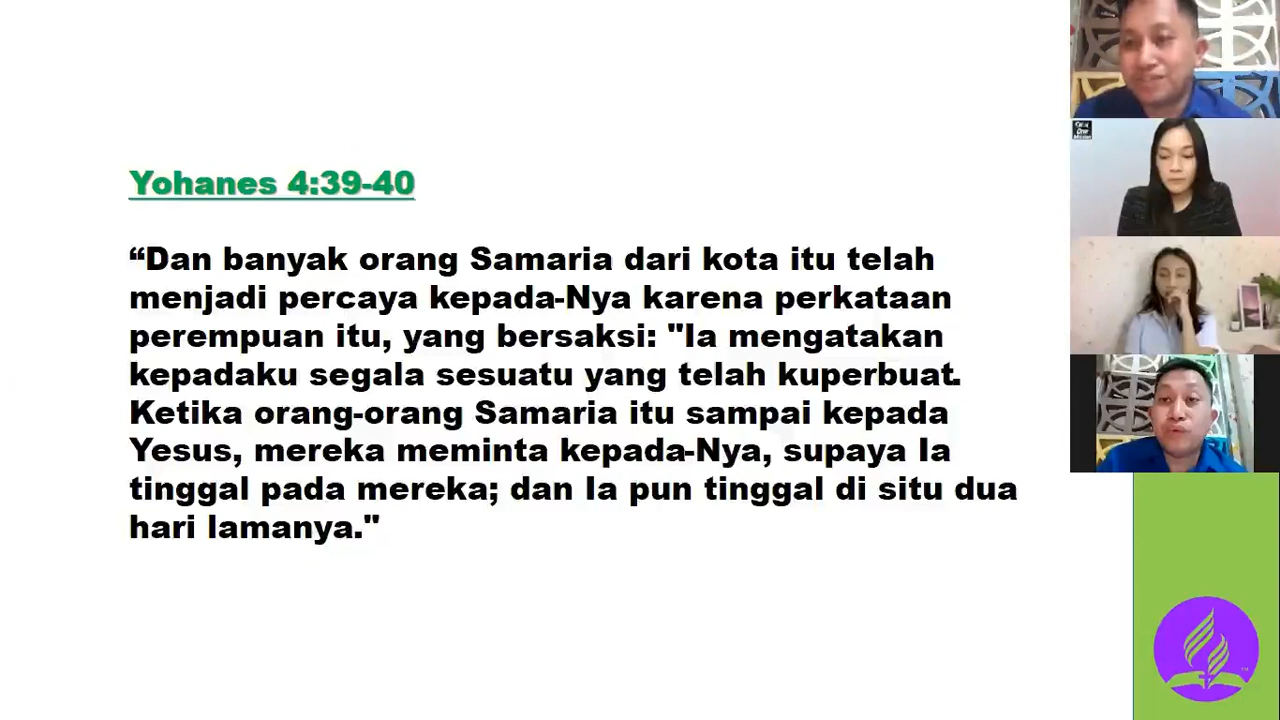 Yohanes 4:39-40
“Dan banyak orang Samaria dari kota itu telah
menjadi percaya kepada-Nya karena perkataan
perempuan itu, yang bersaksi: "Ia mengatakan
kepadaku segala sesuatu yang telah kuperbuat.
Ketika orang-orang Samaria itu sampai kepada
Yesus, mereka meminta kepada-Nya, supaya Ia
tinggal pada mereka; dan Ia pun tinggal di situ dua
hari lamanya."